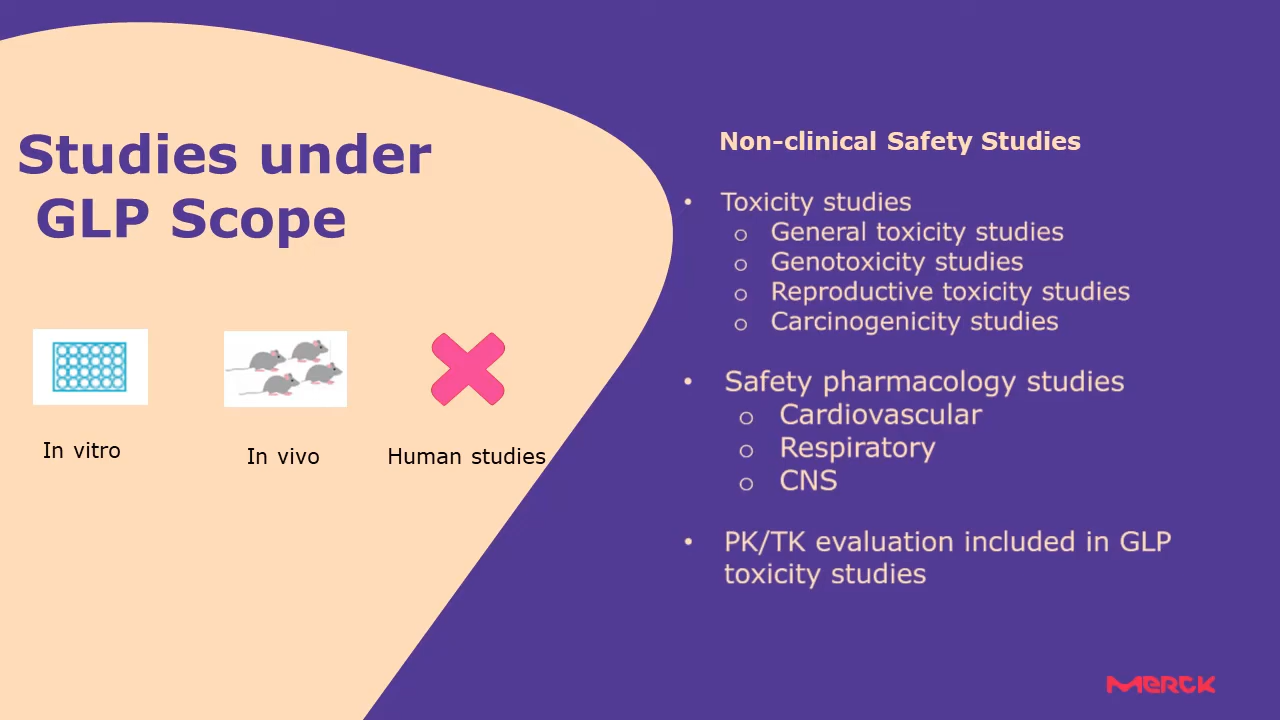 Studies under
GLP Scope
In vitro
In vivo
Human studies
Non-clinical Safety Studies
• Toxicity studies
o General toxicity studies
o Genotoxicity studies
o Reproductive toxicity studies
o Carcinogenicity studies
• Safety pharmacology studies
o Cardiovascular
o Respiratory
o CNS
• PK/TK evaluation included in GLP
toxicity studies
MERCK